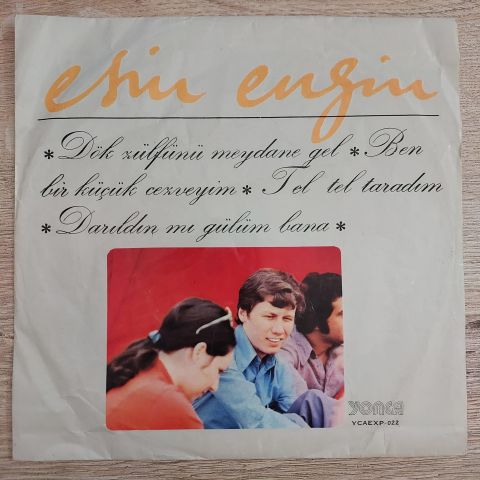 esin engin
* Dök zülfünü meydane gel * Ben
bir küçük cezveyim * Tel tel taradım
* Darıldın mı gülüm bana *
YONCA
YCAEXP-022